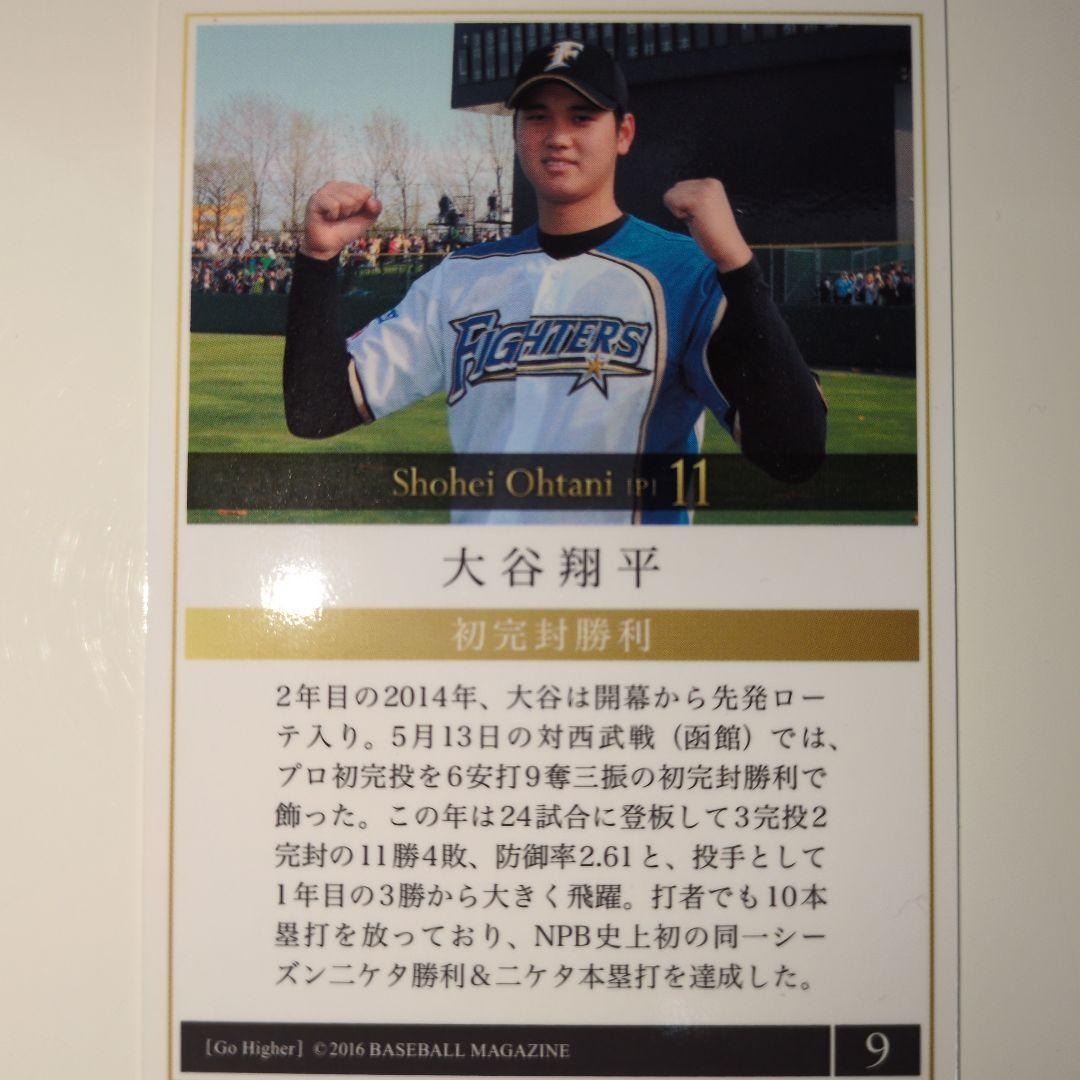 F
FIGHTERS
Shohei Ohtani [P] 11
大谷翔平
初完封勝利
2年目の2014年、大谷は開幕から先発ロー
テ入り。5月13日の対西武戦（函館）では、
プロ初完投を6安打9奪三振の初完封勝利で
飾った。この年は24試合に登板して3完投2
完封の11勝4敗、防御率2.61と、投手として
1年目の3勝から大きく飛躍。打者でも10本
塁打を放っており、NPB史上初の同一シー
ズン二ケタ勝利＆二ケタ本塁打を達成した。
[Go Higher] ©2016 BASEBALL MAGAZINE 9